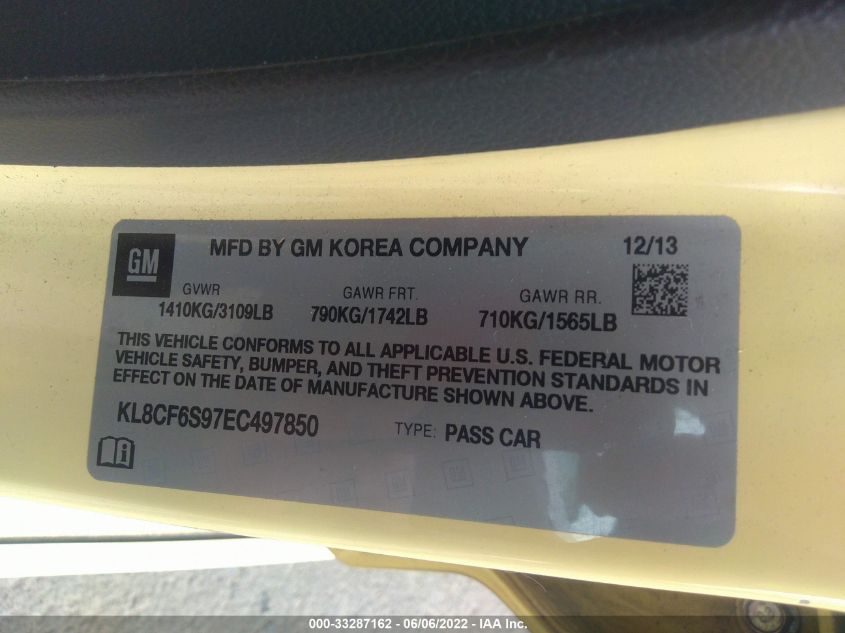 GM
MFD BY GM KOREA COMPANY 12/13
GVWR GAWR FRT. GAWR RR.
1410KG/3109LB 790KG/1742LB 710KG/1565LB
THIS VEHICLE CONFORMS TO ALL APPLICABLE U.S. FEDERAL MOTOR
VEHICLE SAFETY, BUMPER, AND THEFT PREVENTION STANDARDS IN
EFFECT ON THE DATE OF MANUFACTURE SHOWN ABOVE.
KL8CF6S97EC497850 TYPE: PASS CAR
000-33287162 - 06/06/2022 - IAA Inc.